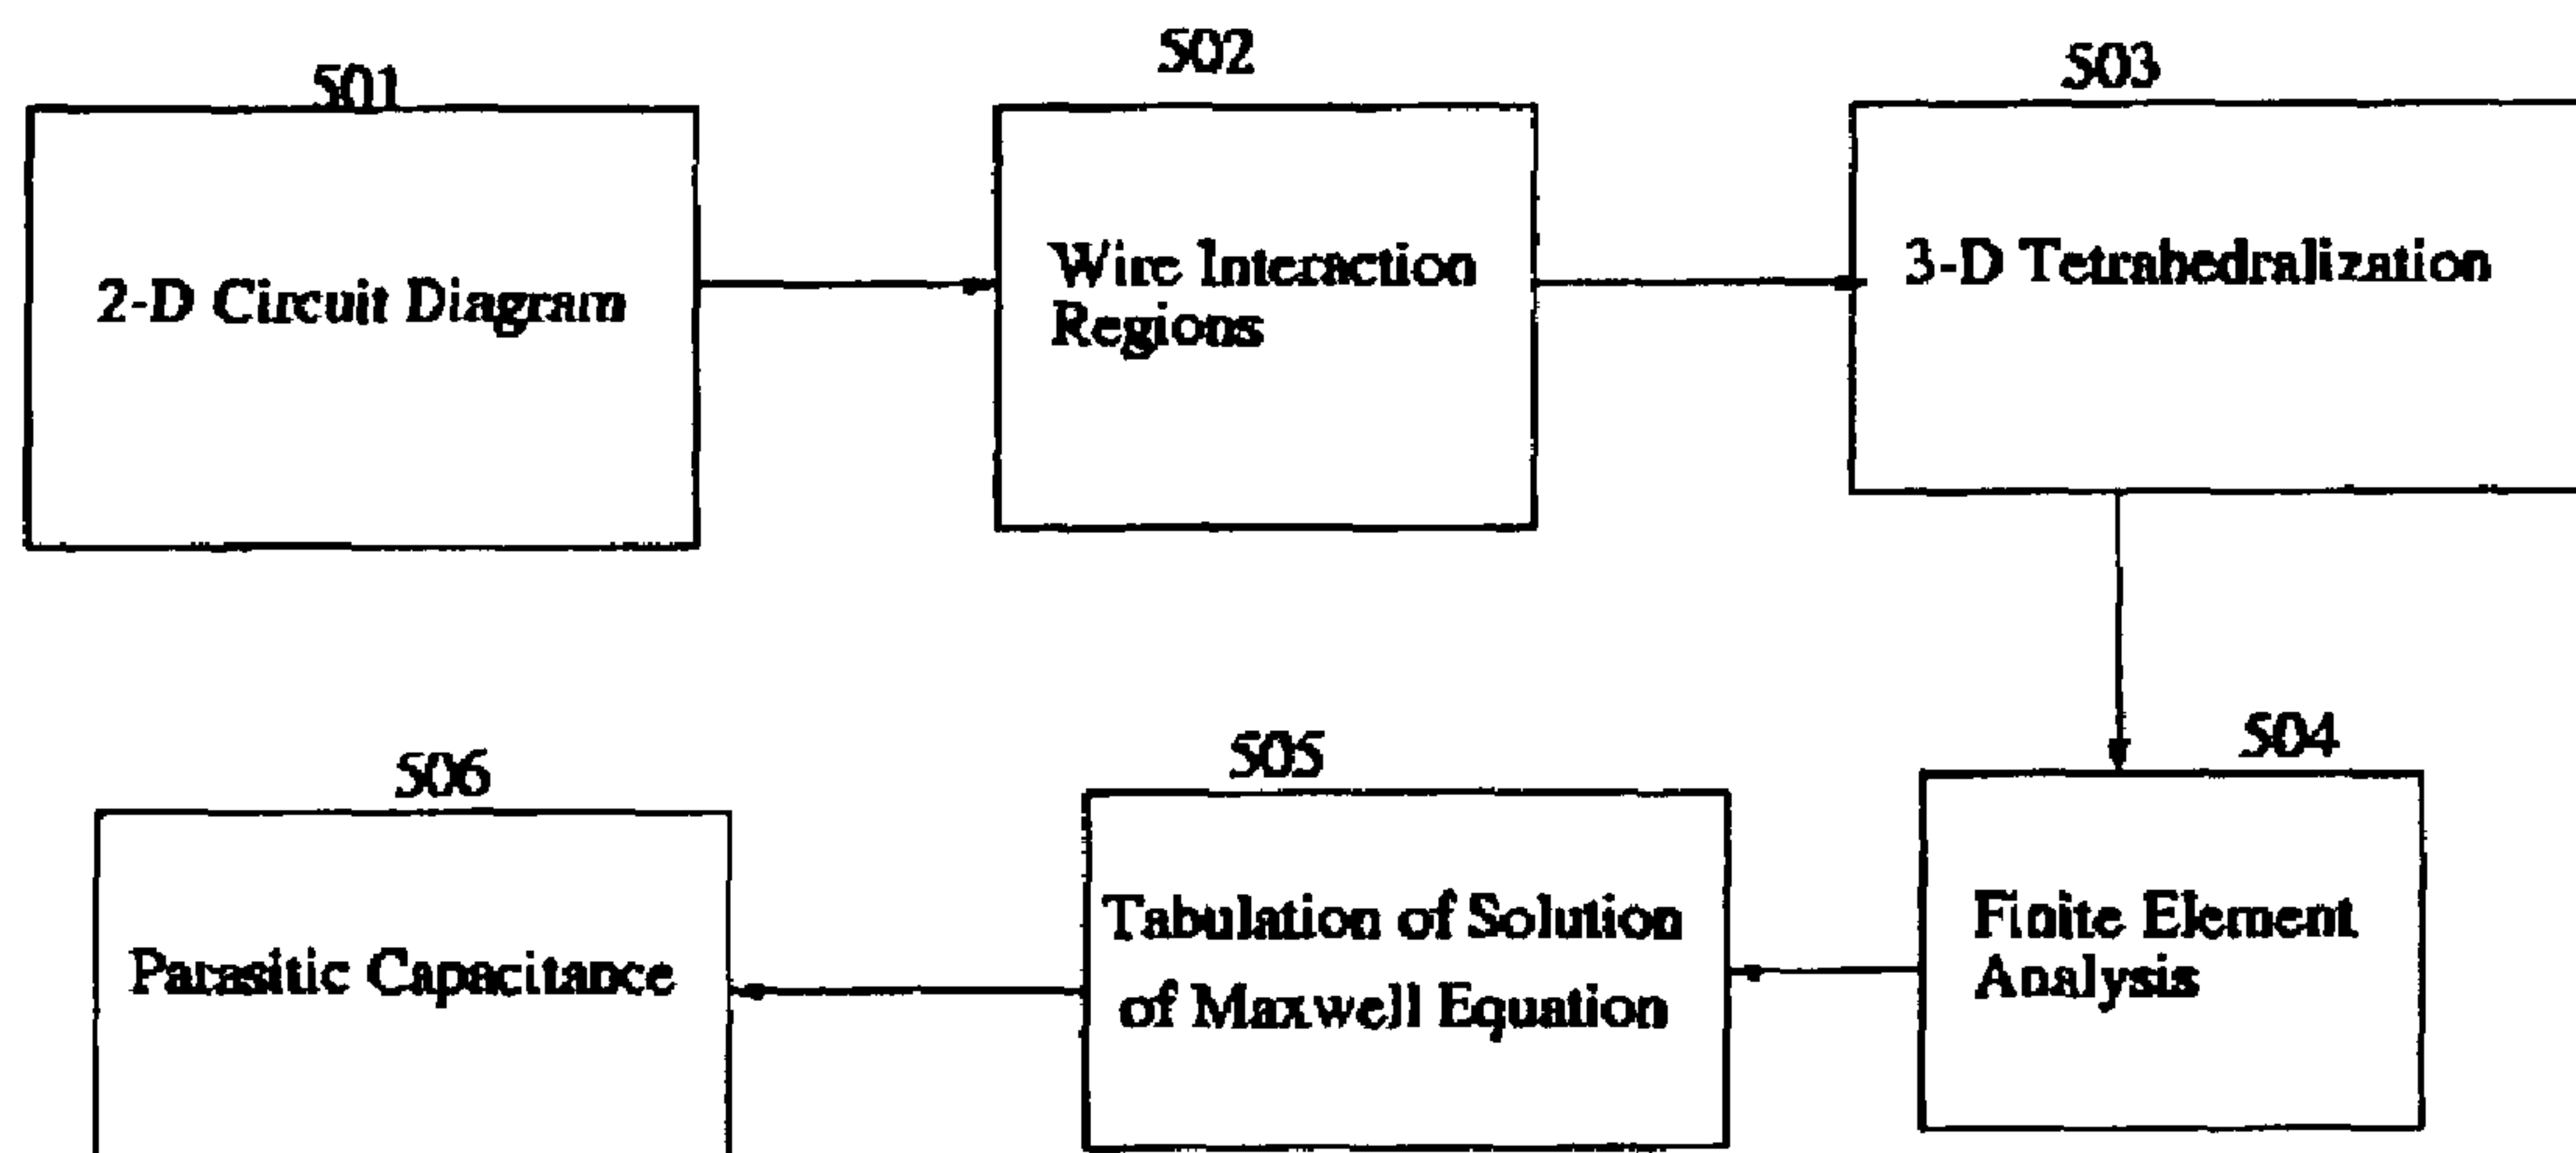 501
2-D Circuit Diagram
502
Wire Interaction
Regions
503
3-D Tetrahedralization
504
Finite Element
Analysis
505
Tabulation of Solution
of Maxwell Equation
506
Parasitic Capacitance